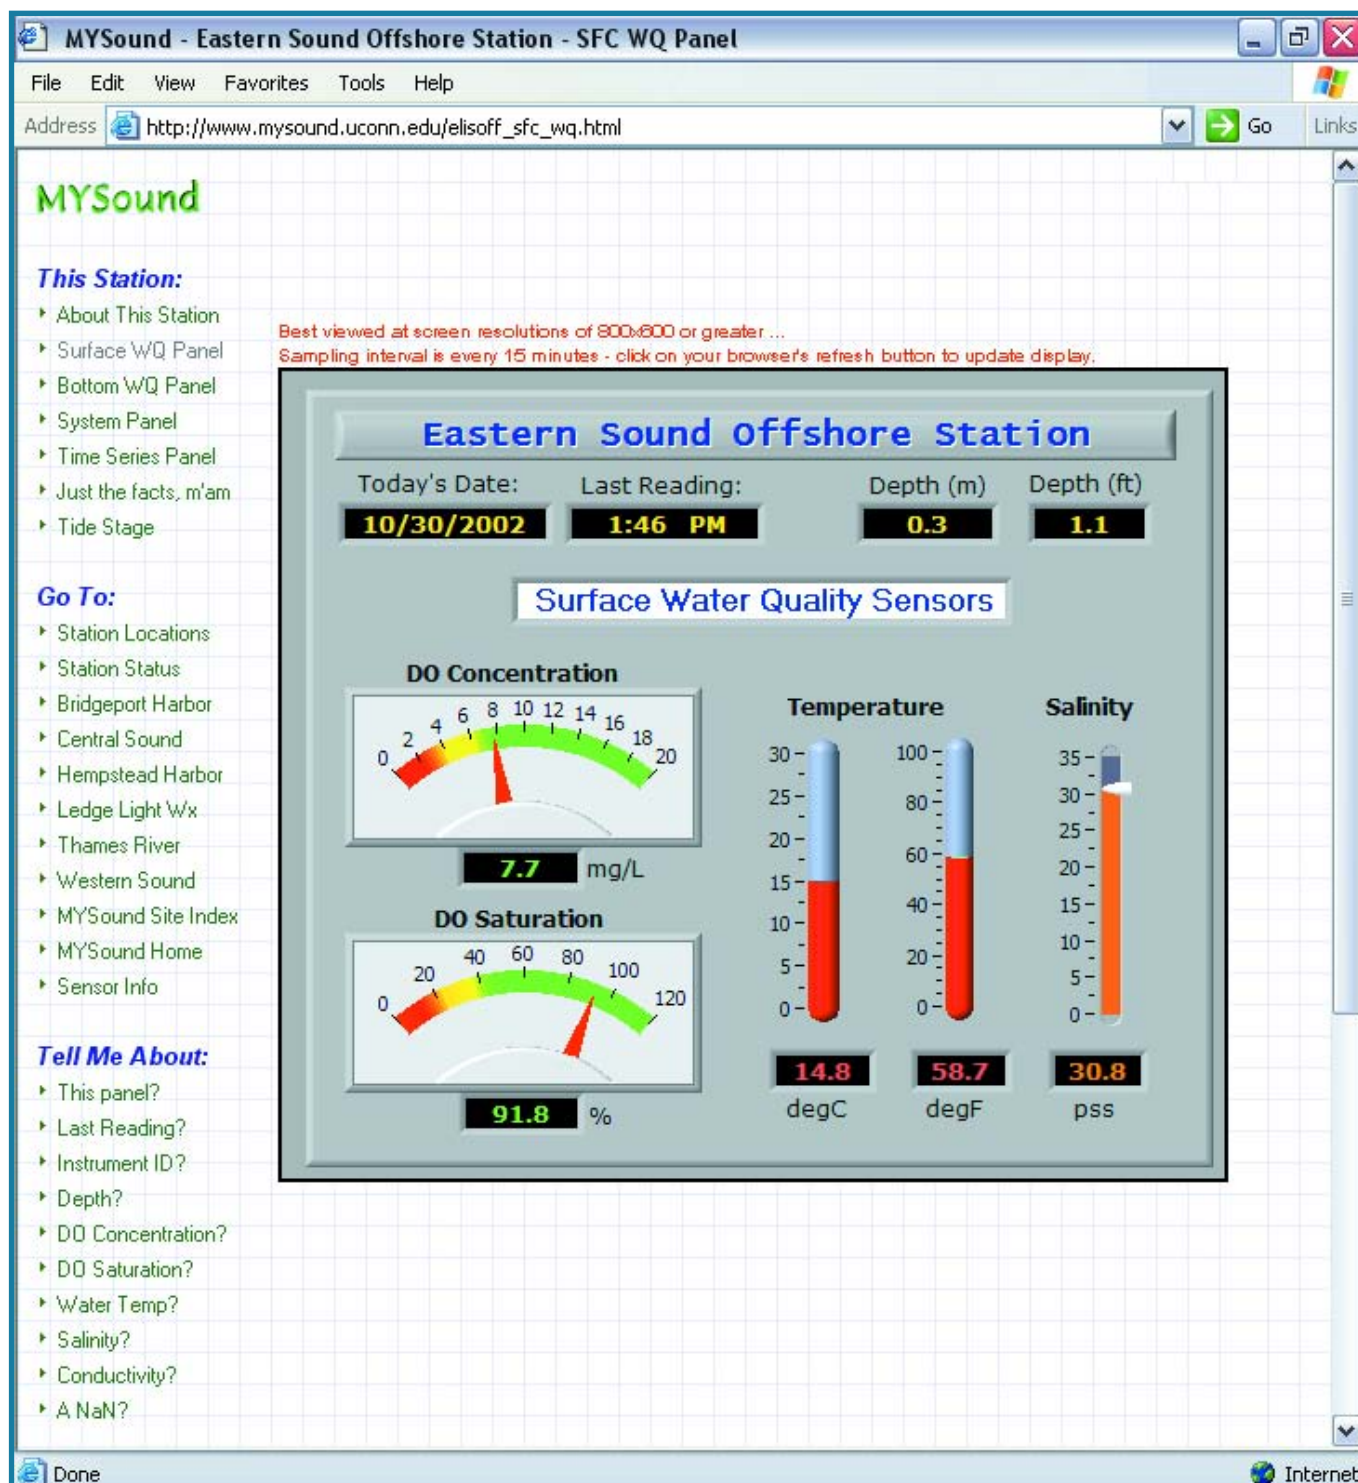 MYSound - Eastern Sound Offshore Station - SFC WQ Panel
File Edit View Favorites Tools Help
Address http://www.mysound.uconn.edu/elisoff_sfc_wq.html Go Links
MYSound
This Station:
About This Station
Surface WQ Panel
Bottom WQ Panel
System Panel
Time Series Panel
Just the facts, m'am
Tide Stage
Go To:
Station Locations
Station Status
Bridgeport Harbor
Central Sound
Hempstead Harbor
Ledge Light Wx
Thames River
Western Sound
MYSound Site Index
MYSound Home
Sensor Info
Tell Me About:
This panel?
Last Reading?
Instrument ID?
Depth?
DO Concentration?
DO Saturation?
Water Temp?
Salinity?
Conductivity?
A NaN?
Best viewed at screen resolutions of 800x600 or greater ...
Sampling interval is every 15 minutes - click on your browser's refresh button to update display.
Eastern Sound Offshore Station
Today's Date: Last Reading: Depth (m) Depth (ft)
10/30/2002 1:46 PM 0.3 1.1
Surface Water Quality Sensors
DO Concentration
0 2 4 6 8 10 12 14 16 18 20
7.7 mg/L
DO Saturation
0 20 40 60 80 100 120
91.8 %
Temperature
30
25
20
15
10
5
0
14.8
degC
100
80
60
40
20
0
58.7
degF
Salinity
35
30
25
20
15
10
5
0
30.8
pss
Done Internet